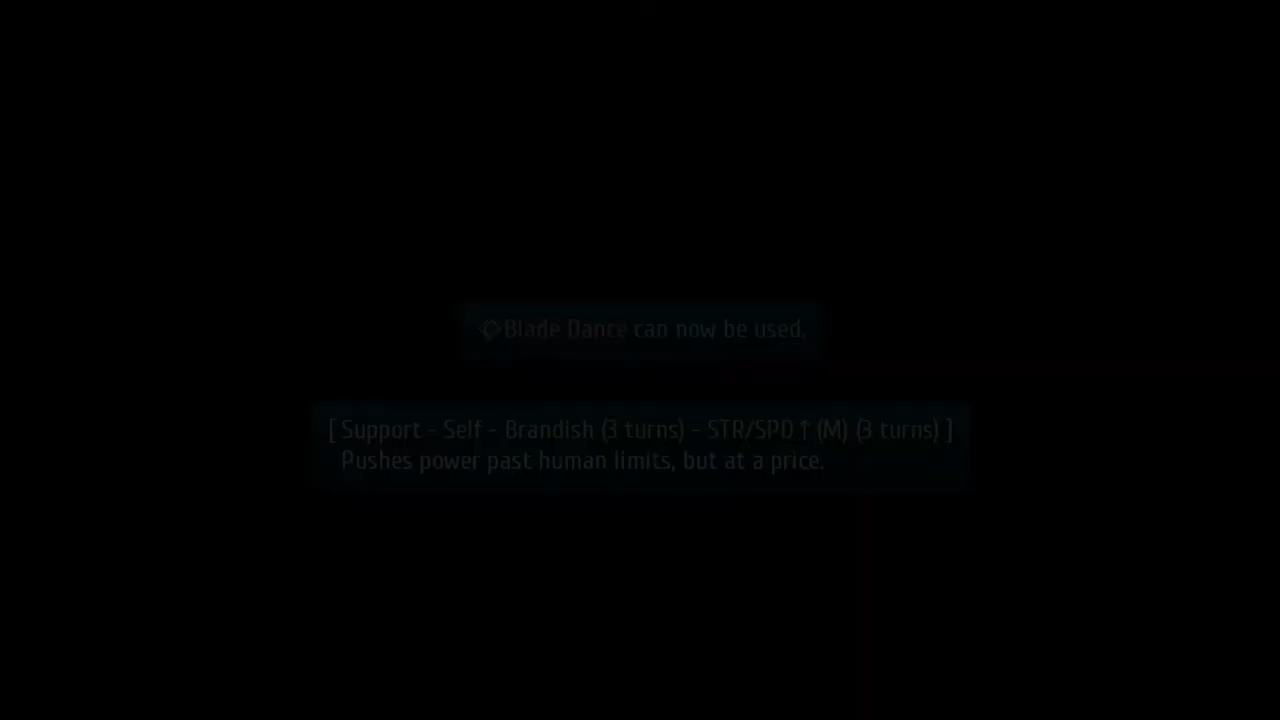 Blade Dance can now be used.
[ Support - Self - Brandish (3 turns) - STR/SPD↑(M) (3 turns) ]
Pushes power past human limits, but at a price.